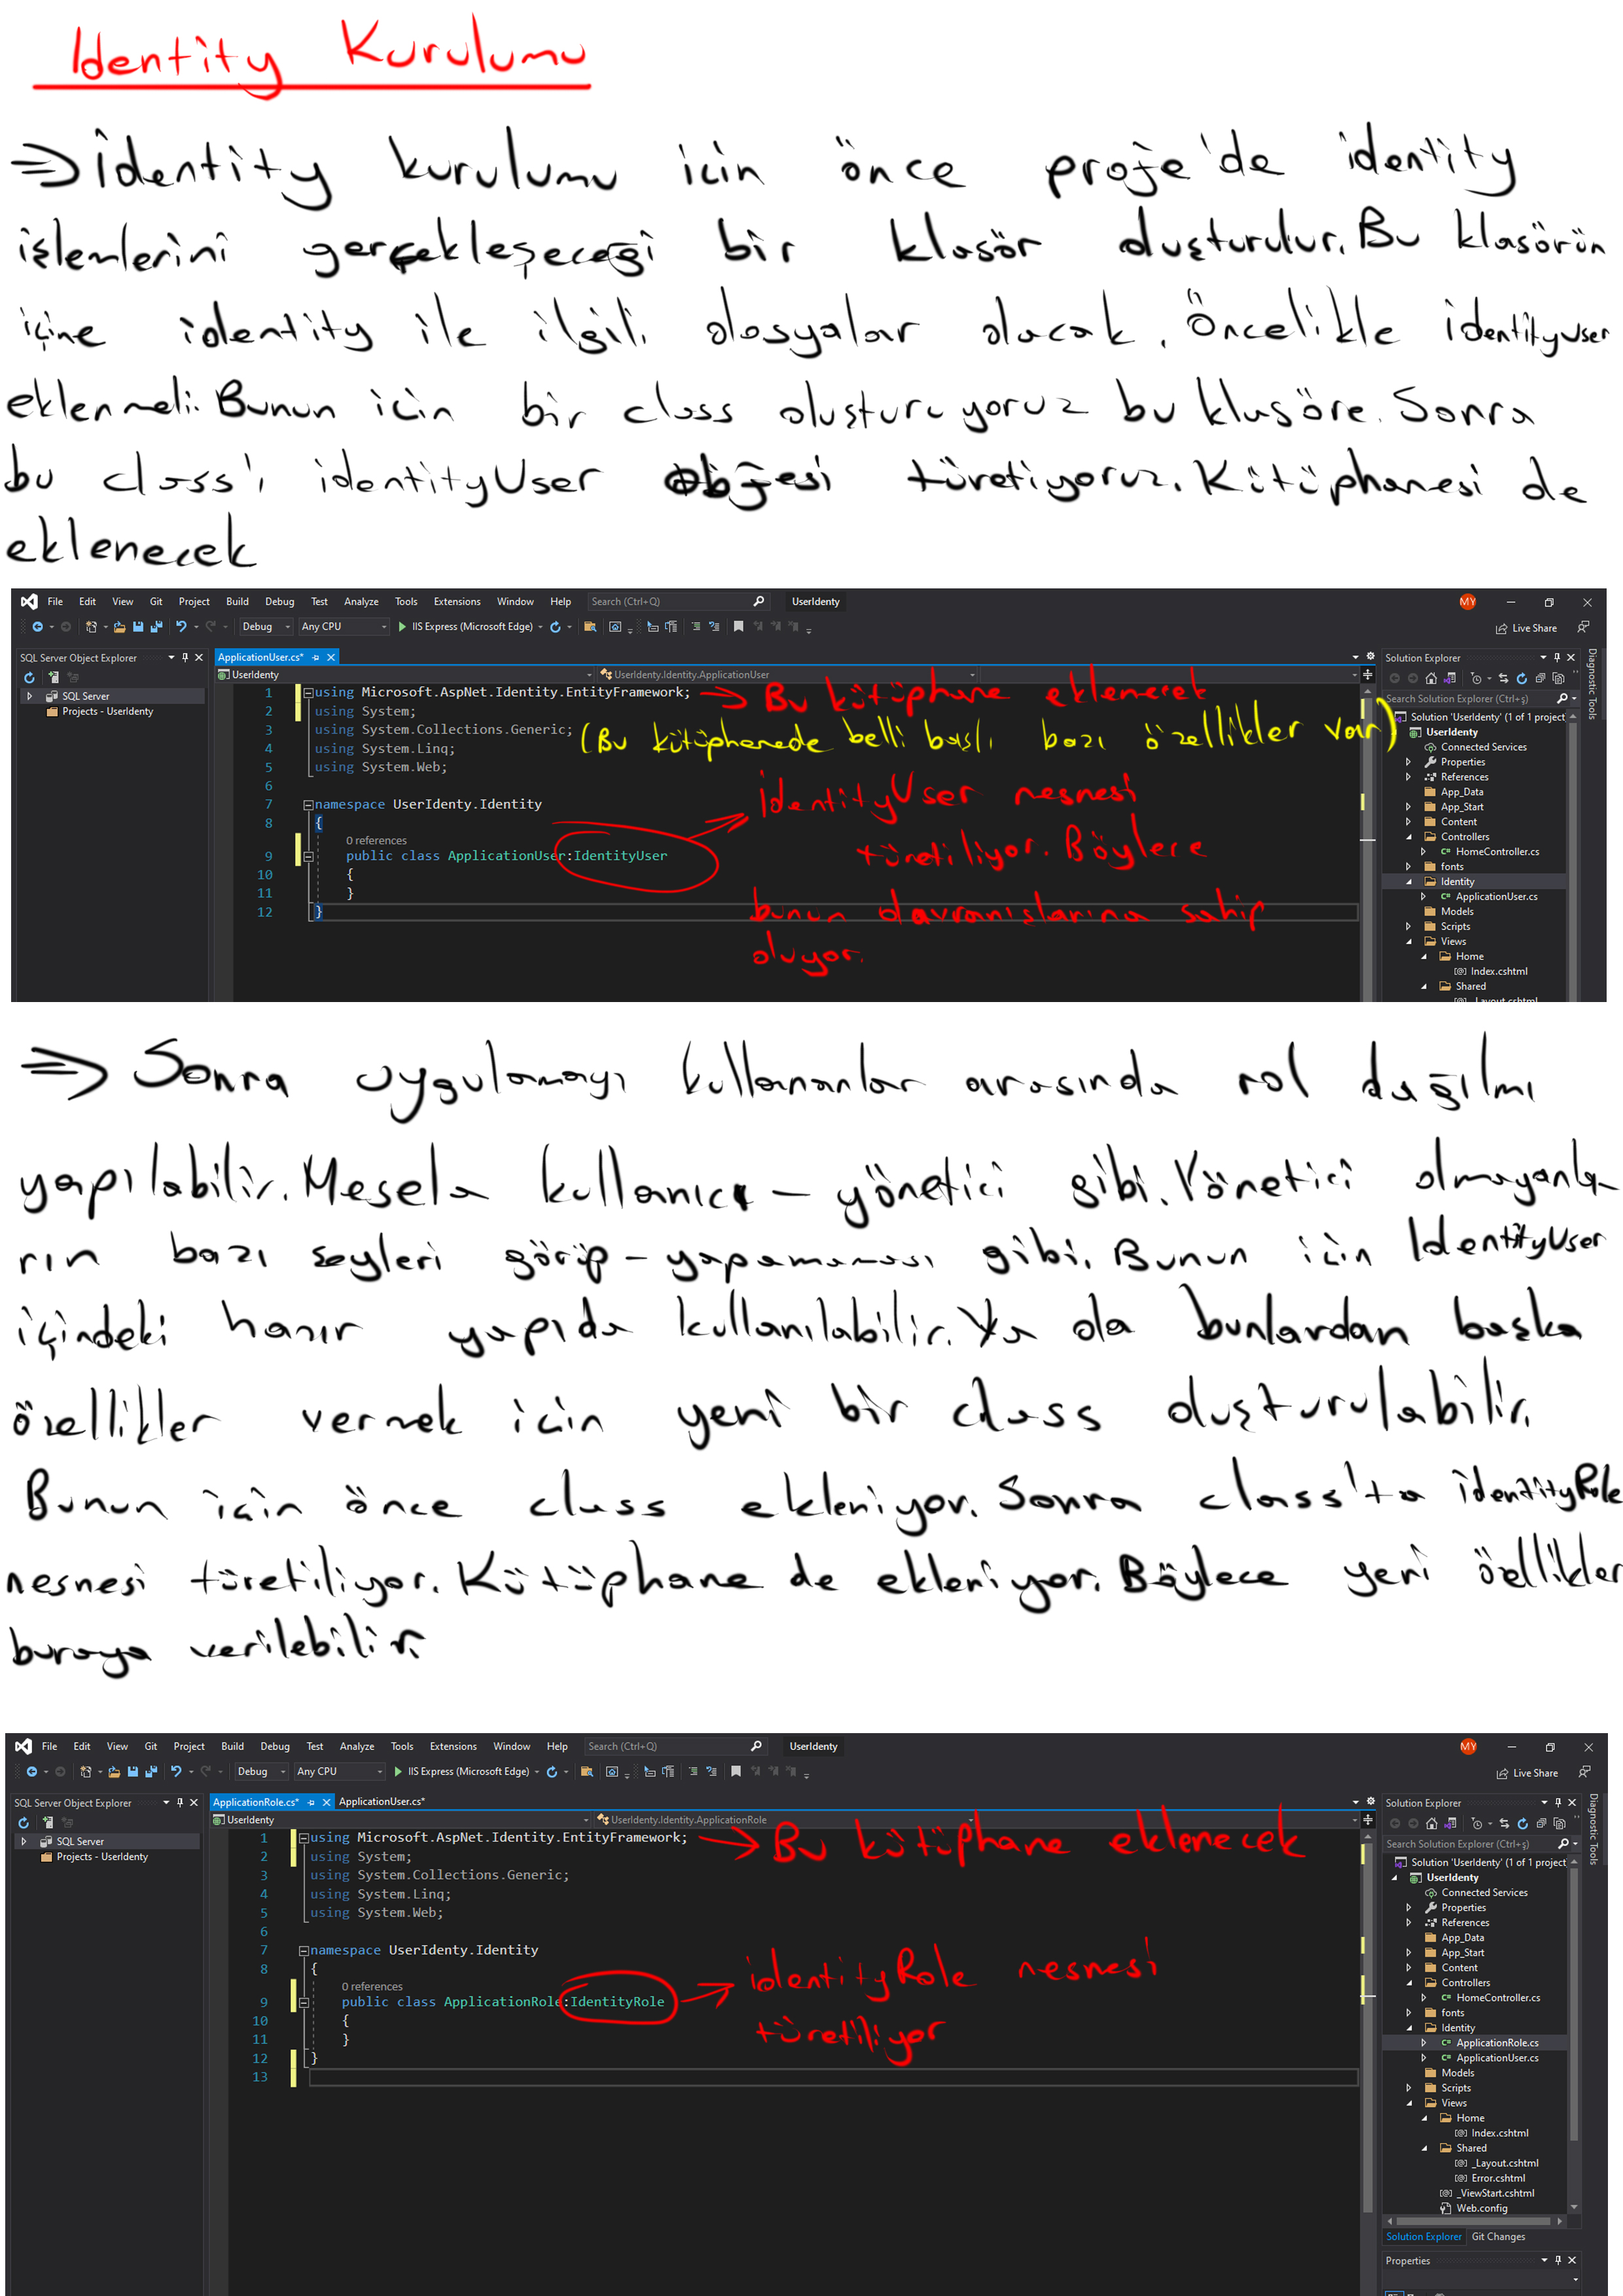 Identity Kurulumu
⇒ İdentity kurulumu için önce proje'de identity
işlemlerini gerçekleşeceği bir klasör oluşturulur. Bu klasörün
içine identity ile ilgili dosyalar olacak. Öncelikle identityUser
eklenmeli. Bunun için bir class oluşturuyoruz bu klasöre. Sonra
bu class'ı identityUser türetiyoruz. Kütüphanesi de
eklenecek
File Edit View Git Project Build Debug Test Analyze Tools Extensions Window Help Search (Ctrl+Q) UserIdenty MY
Debug Any CPU IIS Express (Microsoft Edge) Live Share
SQL Server Object Explorer
SQL Server
Projects - UserIdenty
ApplicationUser.cs*
UserIdenty UserIdenty.Identity.ApplicationUser
1 using Microsoft.AspNet.Identity.EntityFramework; → Bu kütüphane eklenecek
2 using System;
3 using System.Collections.Generic; (Bu kütüphanede belli başlı bazı özellikler var)
4 using System.Linq;
5 using System.Web;
6
7 namespace UserIdenty.Identity
8 {
0 references
9 public class ApplicationUser:IdentityUser
10 {
11 }
12 }
identityUser nesnesi
türetiliyor. Böylece
bunun davranışlarına sahip
oluyor.
Solution Explorer
Search Solution Explorer (Ctrl+ş)
Solution 'UserIdenty' (1 of 1 project
UserIdenty
Connected Services
Properties
References
App_Data
App_Start
Content
Controllers
C# HomeController.cs
fonts
Identity
C# ApplicationUser.cs
Models
Scripts
Views
Home
Index.cshtml
Shared
_Layout.cshtml
Diagnostic Tools
⇒ Sonra uygulamayı kullananlar arasında rol dağılmı
yapılabilir. Mesela kullanıcı - yönetici gibi. Yönetici olmayanla-
rın bazı şeyleri görüp - yapamaması gibi. Bunun için IdentityUser
içindeki hazır yapıda kullanılabilir. Ya da bunlardan başka
özellikler vermek için yeni bir class oluşturulabilir.
Bunun için önce class ekleniyor. Sonra class'ta identityRole
nesnesi türetiliyor. Kütüphane de ekleniyor. Böylece yeni özellikler
buraya verilebilir.
File Edit View Git Project Build Debug Test Analyze Tools Extensions Window Help Search (Ctrl+Q) UserIdenty MY
Debug Any CPU IIS Express (Microsoft Edge) Live Share
SQL Server Object Explorer
SQL Server
Projects - UserIdenty
ApplicationRole.cs* ApplicationUser.cs*
UserIdenty UserIdenty.Identity.ApplicationRole
1 using Microsoft.AspNet.Identity.EntityFramework; → Bu kütüphane eklenecek
2 using System;
3 using System.Collections.Generic;
4 using System.Linq;
5 using System.Web;
6
7 namespace UserIdenty.Identity
8 {
0 references
9 public class ApplicationRole:IdentityRole
10 {
11 }
12 }
13
identityRole nesnesi
türetiliyor
Solution Explorer
Search Solution Explorer (Ctrl+ş)
Solution 'UserIdenty' (1 of 1 project
UserIdenty
Connected Services
Properties
References
App_Data
App_Start
Content
Controllers
C# HomeController.cs
fonts
Identity
C# ApplicationRole.cs
C# ApplicationUser.cs
Models
Scripts
Views
Home
Index.cshtml
Shared
_Layout.cshtml
Error.cshtml
_ViewStart.cshtml
Web.config
Solution Explorer Git Changes
Properties
Diagnostic Tools